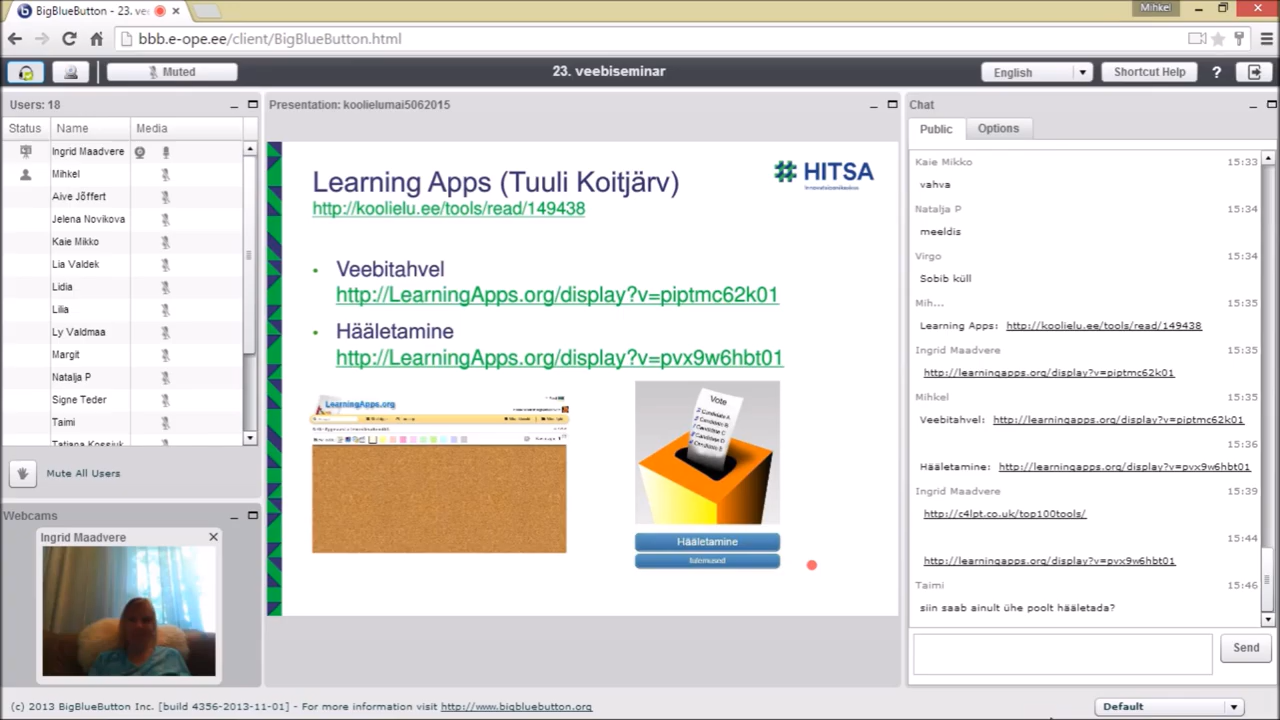 BigBlueButton - 23. ve
Mihkel
bbb.e-ope.ee/client/BigBlueButton.html
Muted
23. veebiseminar
English
Shortcut Help
?
Users: 18
Status Name Media
Ingrid Maadvere
Mihkel
Aive Jõffert
Jelena Novikova
Kaie Mikko
Lia Valdek
Lidia
Lilia
Ly Valdmaa
Margit
Natalja P
Signe Teder
Taimi
Tatiana Kossjuk
Mute All Users
Webcams
Ingrid Maadvere
Presentation: koolielumai5062015
HITSA
Learning Apps (Tuuli Koitjärv)
http://koolielu.ee/tools/read/149438
• Veebitahvel
http://LearningApps.org/display?v=piptmc62k01
• Hääletamine
http://LearningApps.org/display?v=pvx9w6hbt01
LearningApps.org
Vote
Candidate A
Candidate B
Candidate C
Candidate D
Candidate E
Hääletamine
Tulemused
Chat
Public Options
Kaie Mikko 15:33
vahva
Natalja P 15:34
meeldis
Virgo 15:34
Sobib küll
Mih... 15:35
Learning Apps: http://koolielu.ee/tools/read/149438
Ingrid Maadvere 15:35
http://learningapps.org/display?v=piptmc62k01
Mihkel 15:35
Veebitahvel: http://learningapps.org/display?v=piptmc62k01
15:36
Hääletamine: http://learningapps.org/display?v=pvx9w6hbt01
Ingrid Maadvere 15:39
http://c4lpt.co.uk/top100tools/
15:44
http://learningapps.org/display?v=pvx9w6hbt01
Taimi 15:46
siin saab ainult ühe poolt hääletada?
Send
(c) 2013 BigBlueButton Inc. [build 4356-2013-11-01] - For more information visit http://www.bigbluebutton.org
Default